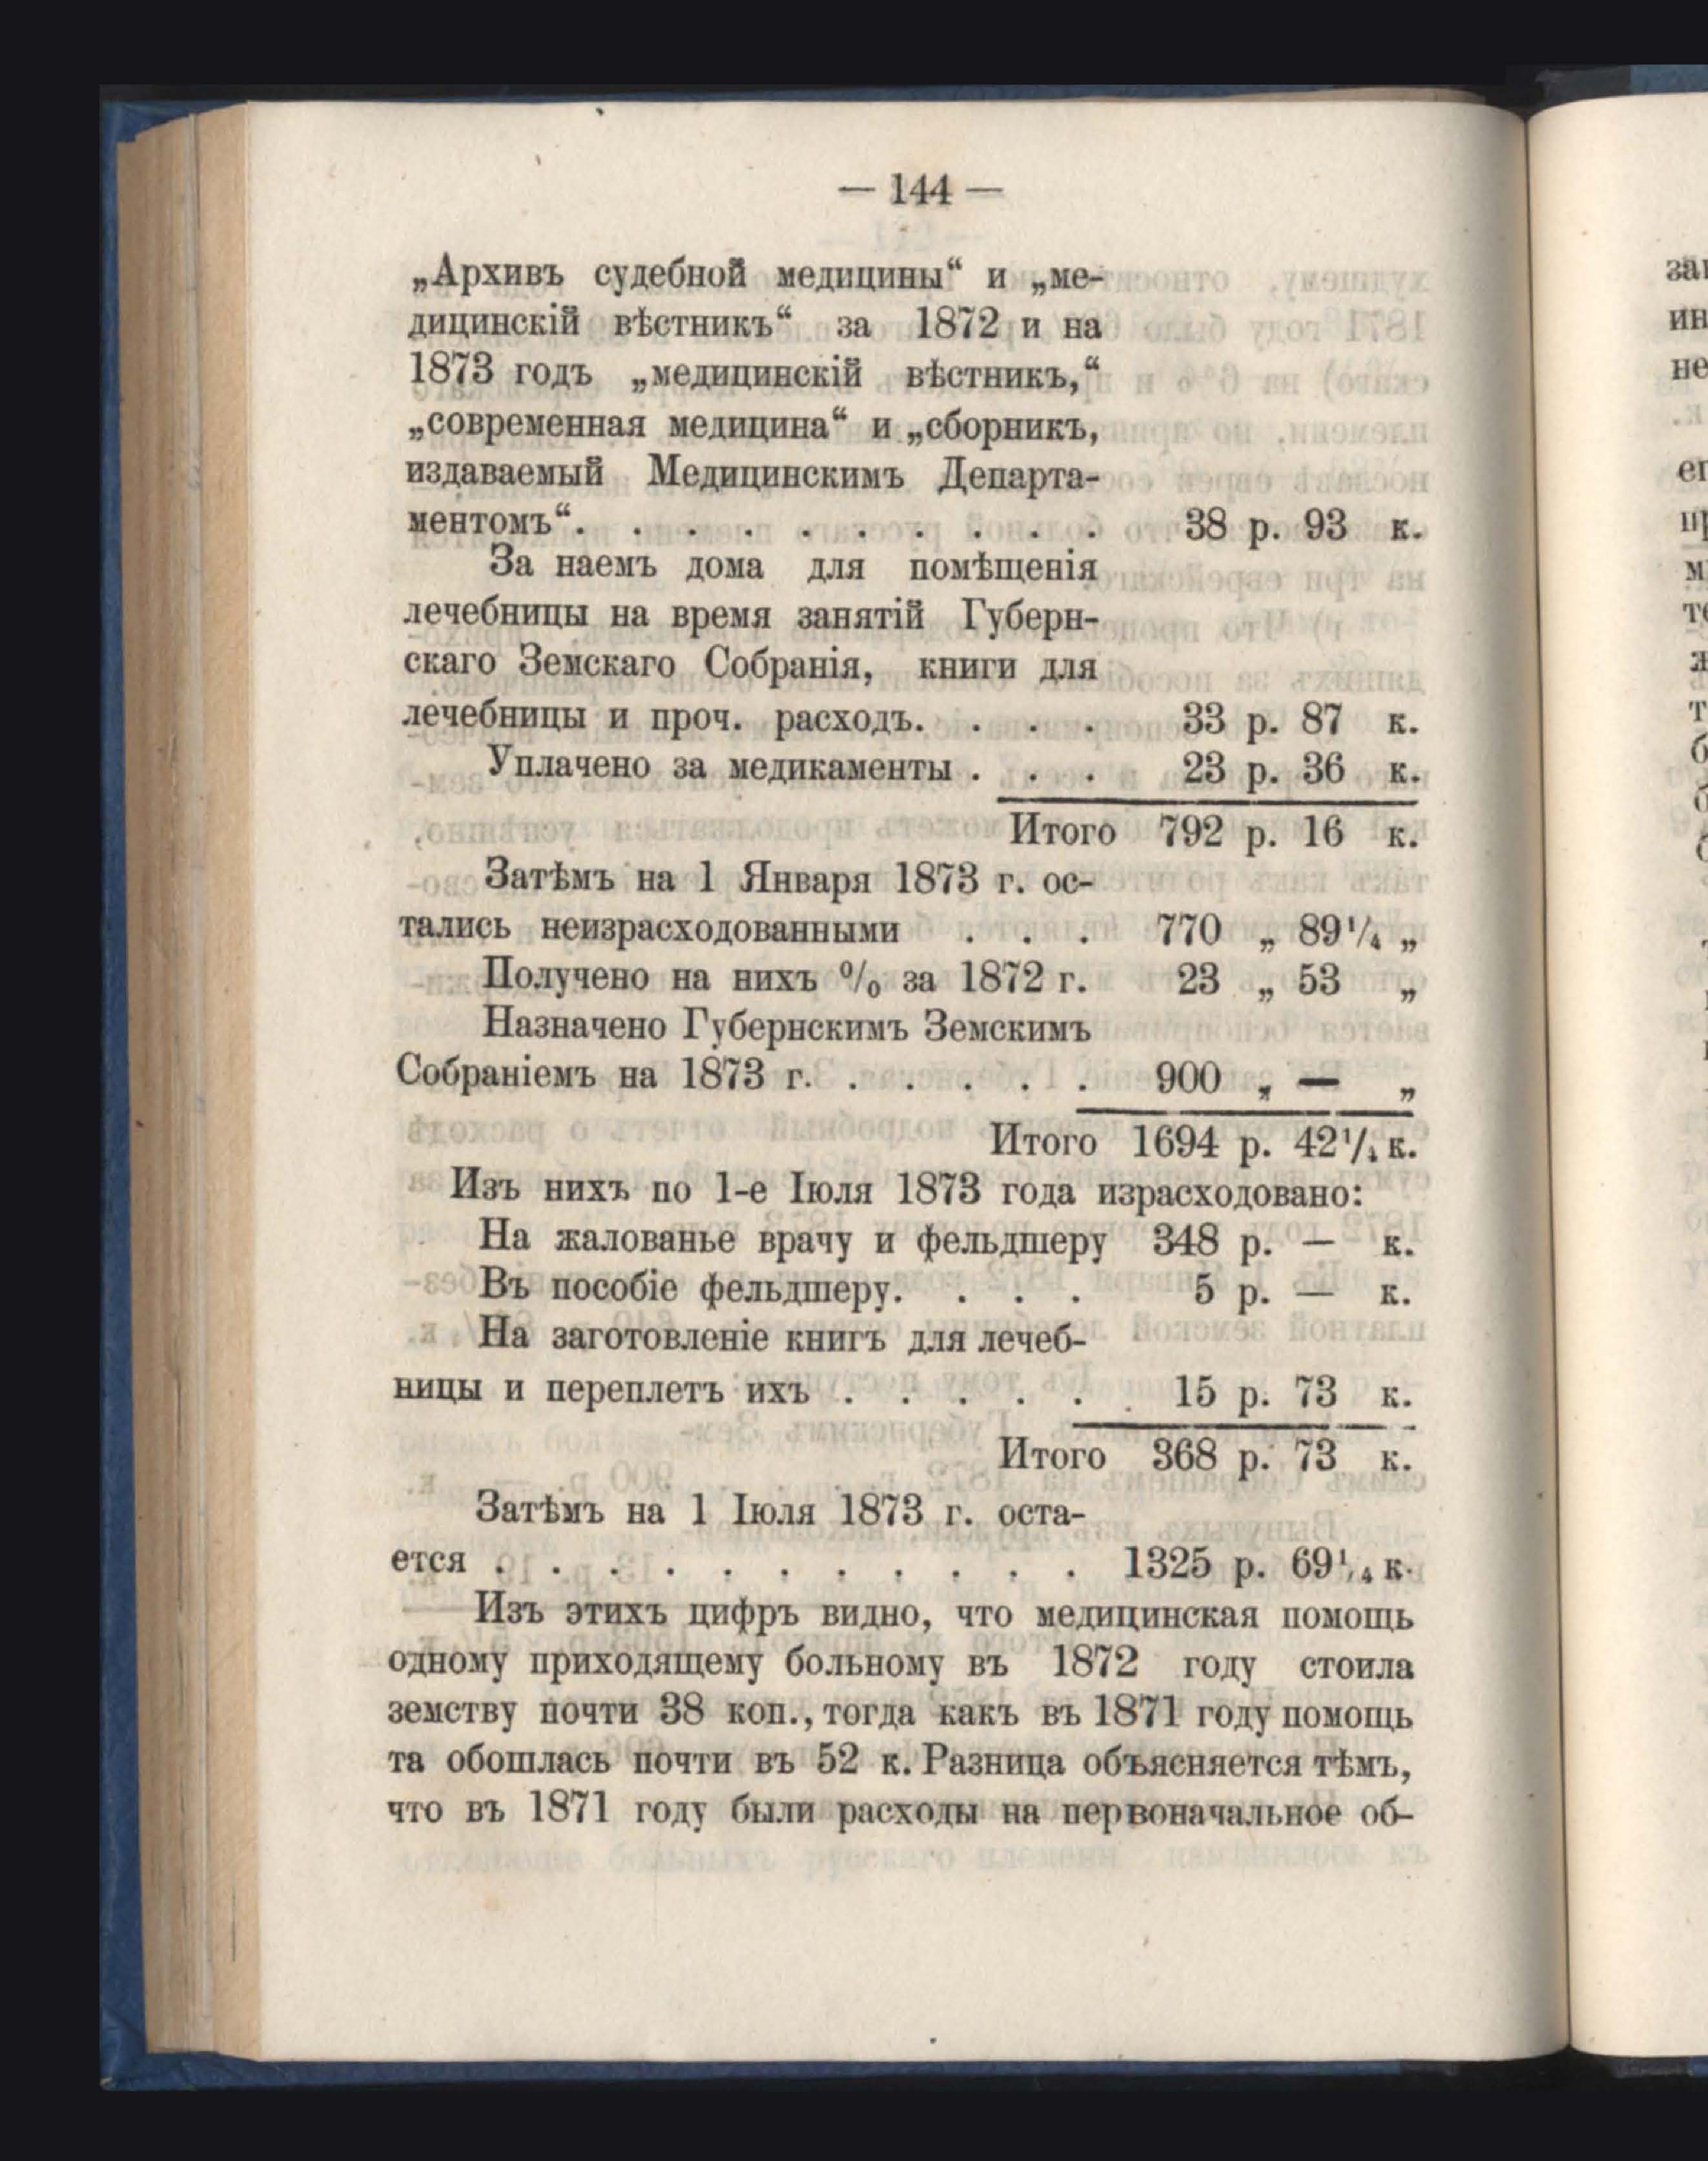 — 144 —
„Архивъ судебной медицины“ и „ме-
дицинскій вѣстникъ“ за 1872 и на
1873 годъ „медицинскій вѣстникъ,“
„современная медицина“ и „сборникъ,
издаваемый Медицинскимъ Департа-
ментомъ“. . . . . . . . . . 38 р. 93 к.
За наемъ дома для помѣщенія
лечебницы на время занятій Губерн-
скаго Земскаго Собранія, книги для
лечебницы и проч. расходъ. . . . 33 р. 87 к.
Уплачено за медикаменты . . . 23 р. 36 к.
Итого 792 р. 16 к.
Затѣмъ на 1 Января 1873 г. ос-
тались неизрасходованными . . . 770 „ 89¹/₄ „
Получено на нихъ % за 1872 г. 23 „ 53 „
Назначено Губернскимъ Земскимъ
Собраніемъ на 1873 г. . . . . . 900 „ — „
Итого 1694 р. 42¹/₄ к.
Изъ нихъ по 1-е Іюля 1873 года израсходовано:
На жалованье врачу и фельдшеру 348 р. — к.
Въ пособіе фельдшеру. . . . 5 р. — к.
На заготовленіе книгъ для лечеб-
ницы и переплетъ ихъ . . . . . . 15 р. 73 к.
Итого 368 р. 73 к.
Затѣмъ на 1 Іюля 1873 г. оста-
ется . . . . . . . . . . . 1325 р. 69¹/₄ к.
Изъ этихъ цифръ видно, что медицинская помощь
одному приходящему больному въ 1872 году стоила
земству почти 38 коп., тогда какъ въ 1871 году помощь
та обошлась почти въ 52 к. Разница объясняется тѣмъ,
что въ 1871 году были расходы на первоначальное об-